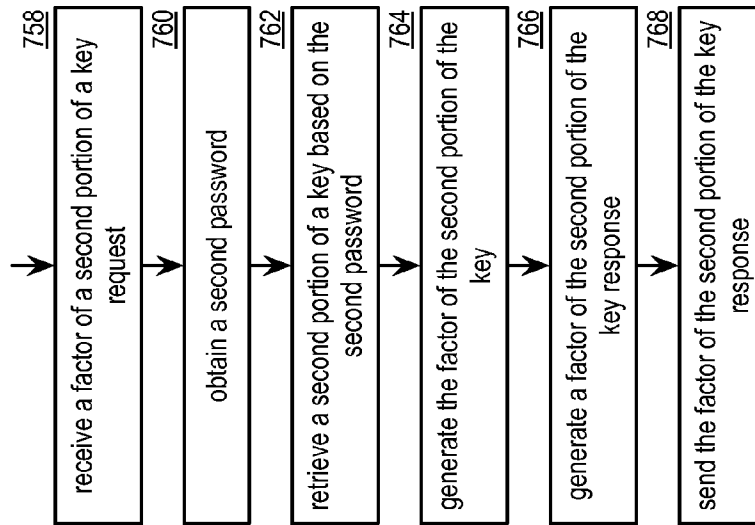 758
receive a factor of a second portion of a key
request
760
obtain a second password
762
retrieve a second portion of a key based on the
second password
764
generate the factor of the second portion of the
key
766
generate a factor of the second portion of the
key response
768
send the factor of the second portion of the key
response